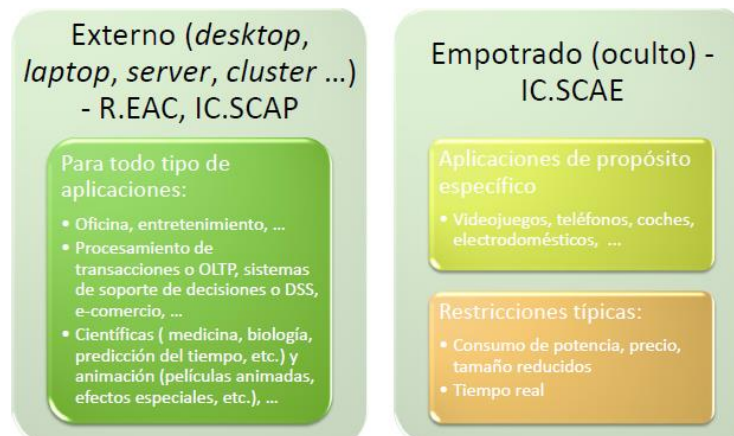 Externo (desktop,
laptop, server, cluster ...)
- R.EAC, IC.SCAP
Para todo tipo de
aplicaciones:
• Oficina, entretenimiento, ...
• Procesamiento de
transacciones o OLTP, sistemas
de soporte de decisiones o DSS,
e-comercio, ...
• Científicas ( medicina, biología,
predicción del tiempo, etc.) y
animación (películas animadas,
efectos especiales, etc.), ...
Empotrado (oculto) -
IC.SCAE
Aplicaciones de propósito
específico
• Videojuegos, teléfonos, coches,
electrodomésticos, ...
Restricciones típicas:
• Consumo de potencia, precio,
tamaño reducidos
• Tiempo real